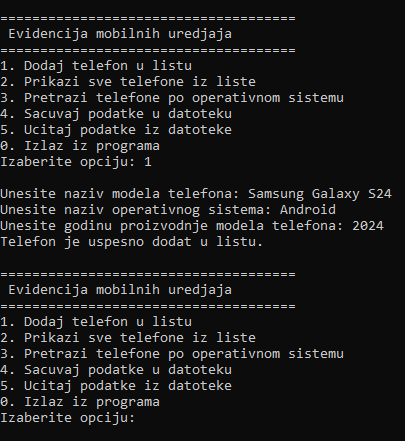 =====================================
Evidencija mobilnih uredjaja
=====================================
1. Dodaj telefon u listu
2. Prikazi sve telefone iz liste
3. Pretrazi telefone po operativnom sistemu
4. Sacuvaj podatke u datoteku
5. Ucitaj podatke iz datoteke
0. Izlaz iz programa
Izaberite opciju: 1
Unesite naziv modela telefona: Samsung Galaxy S24
Unesite naziv operativnog sistema: Android
Unesite godinu proizvodnje modela telefona: 2024
Telefon je uspesno dodat u listu.
=====================================
Evidencija mobilnih uredjaja
=====================================
1. Dodaj telefon u listu
2. Prikazi sve telefone iz liste
3. Pretrazi telefone po operativnom sistemu
4. Sacuvaj podatke u datoteku
5. Ucitaj podatke iz datoteke
0. Izlaz iz programa
Izaberite opciju: